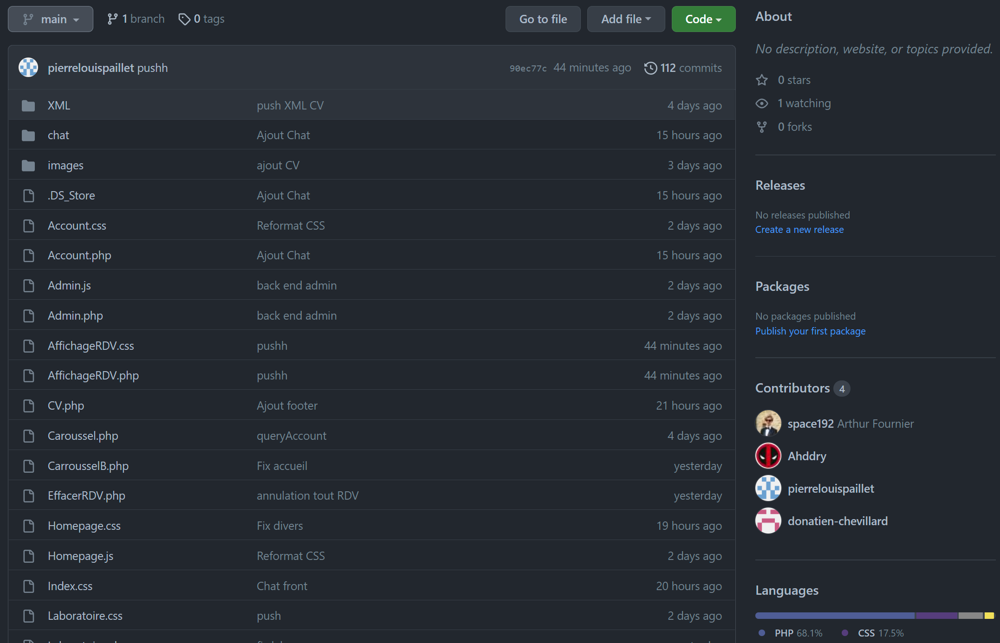 main
1 branch
0 tags
Go to file
Add file
Code
pierrelouispaillet pushh
90ec77c 44 minutes ago
112 commits
XML push XML CV 4 days ago
chat Ajout Chat 15 hours ago
images ajout CV 3 days ago
.DS_Store Ajout Chat 15 hours ago
Account.css Reformat CSS 2 days ago
Account.php Ajout Chat 15 hours ago
Admin.js back end admin 2 days ago
Admin.php back end admin 2 days ago
AffichageRDV.css pushh 44 minutes ago
AffichageRDV.php pushh 44 minutes ago
CV.php Ajout footer 21 hours ago
Caroussel.php queryAccount 4 days ago
CarrousselB.php Fix accueil yesterday
EffacerRDV.php annulation tout RDV yesterday
Homepage.css Fix divers 19 hours ago
Homepage.js Reformat CSS 2 days ago
Index.css Chat front 20 hours ago
Laboratoire.css push 2 days ago
About
No description, website, or topics provided.
0 stars
1 watching
0 forks
Releases
No releases published
Create a new release
Packages
No packages published
Publish your first package
Contributors 4
space192 Arthur Fournier
Ahddry
pierrelouispaillet
donatien-chevillard
Languages
PHP 68.1% CSS 17.5%